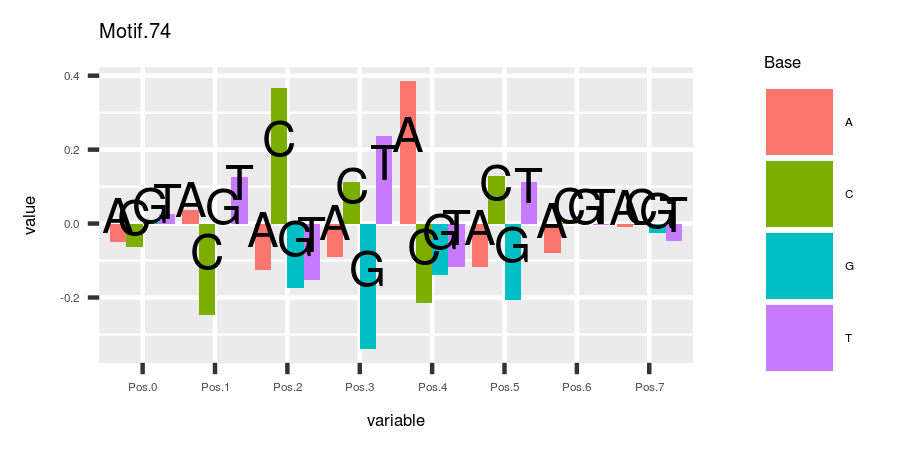 Motif.74
Base
0.4
0.2
0.0
-0.2
value
A C G T A C G T A C G T A C G T A C G T A C G T A C G T A C G T
Pos.0 Pos.1 Pos.2 Pos.3 Pos.4 Pos.5 Pos.6 Pos.7
variable
A
C
G
T